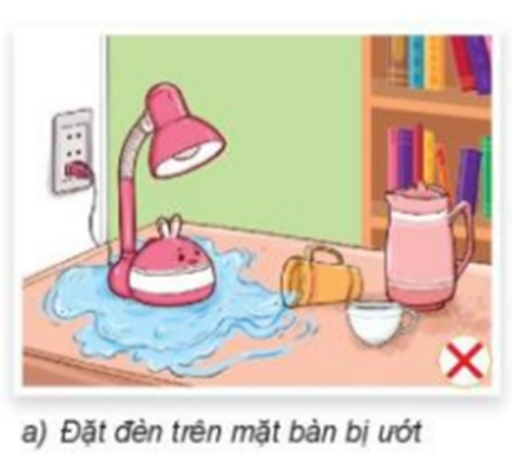 a) Đặt đèn trên mặt bàn bị ướt